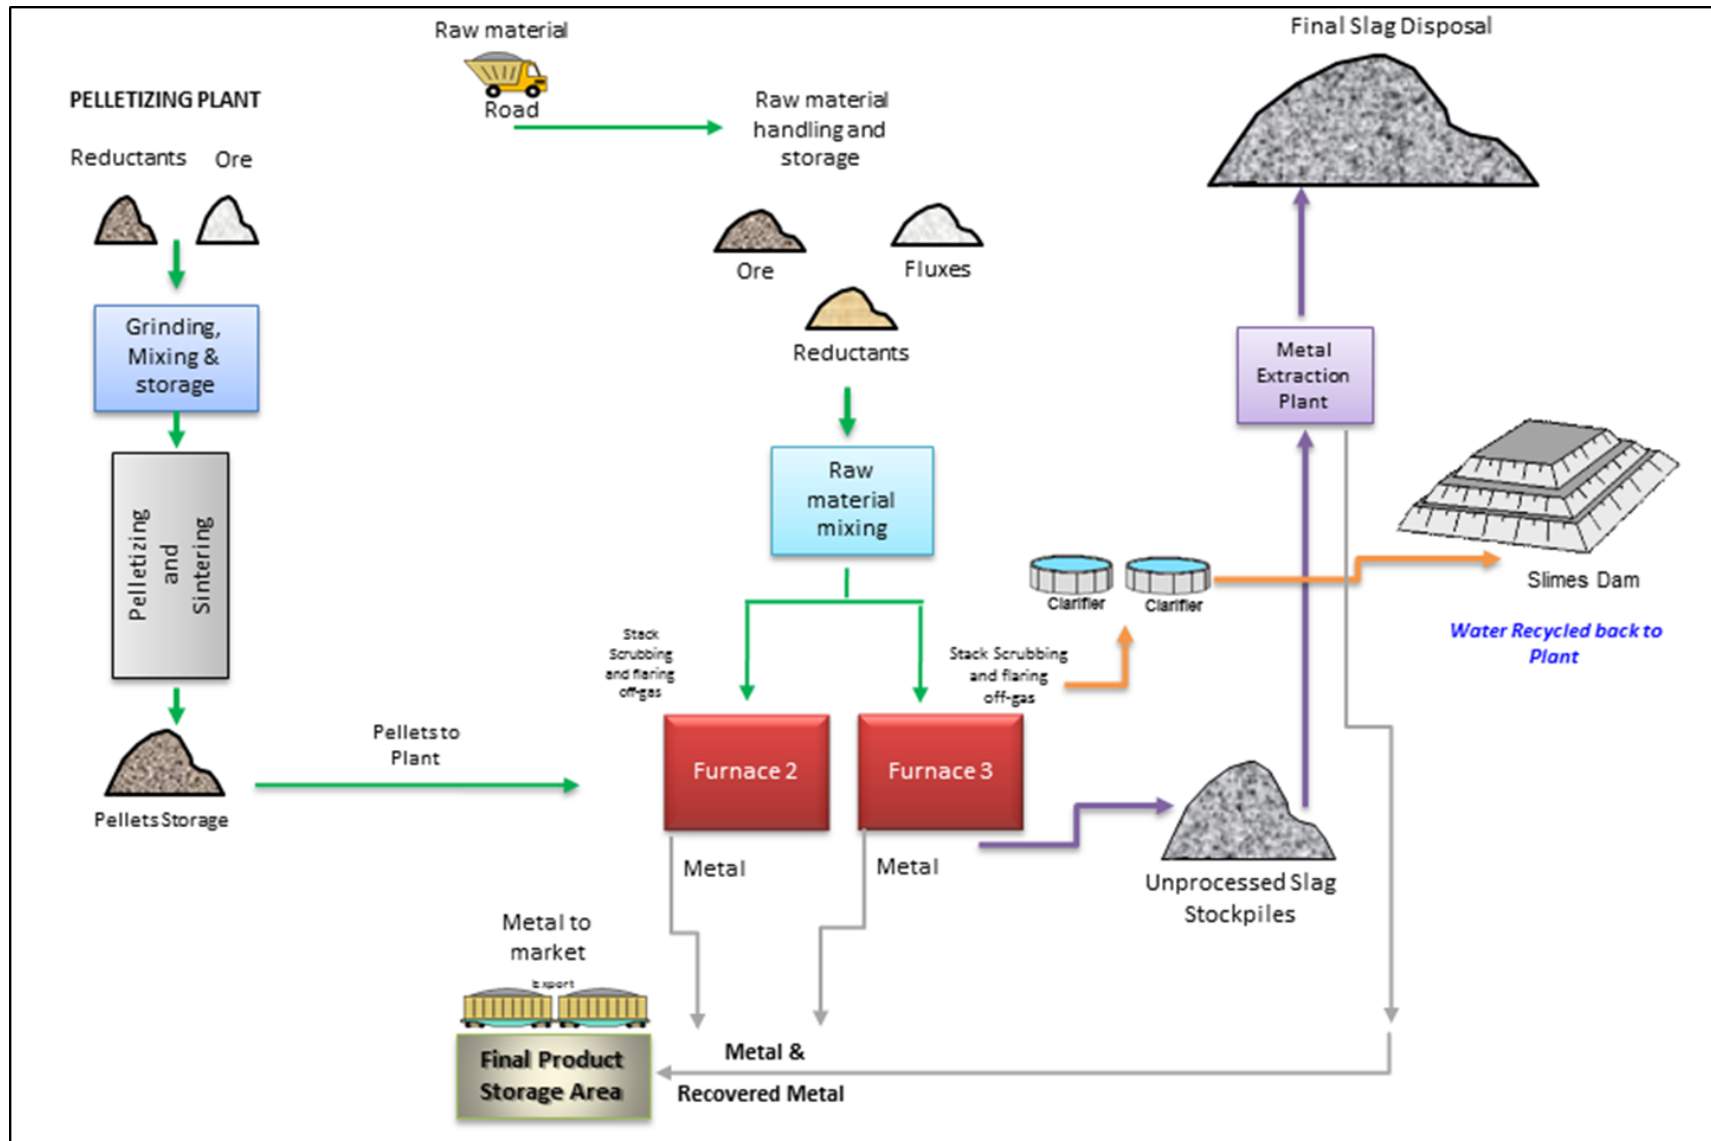 Raw material
Road
Final Slag Disposal
PELLETIZING PLANT
Reductants
Ore
Raw material
handling and
storage
Ore
Fluxes
Reductants
Grinding,
Mixing &
storage
Pelletizing
and
Sintering
Pellets Storage
Pellets to
Plant
Raw
material
mixing
Stack
Scrubbing
and flaring
off-gas
Stack Scrubbing
and flaring
off-gas
Furnace 2
Furnace 3
Metal
Metal
Clarifier
Clarifier
Metal
Extraction
Plant
Slimes Dam
Water Recycled back to
Plant
Unprocessed Slag
Stockpiles
Metal to
market
Export
Final Product
Storage Area
Metal &
Recovered Metal